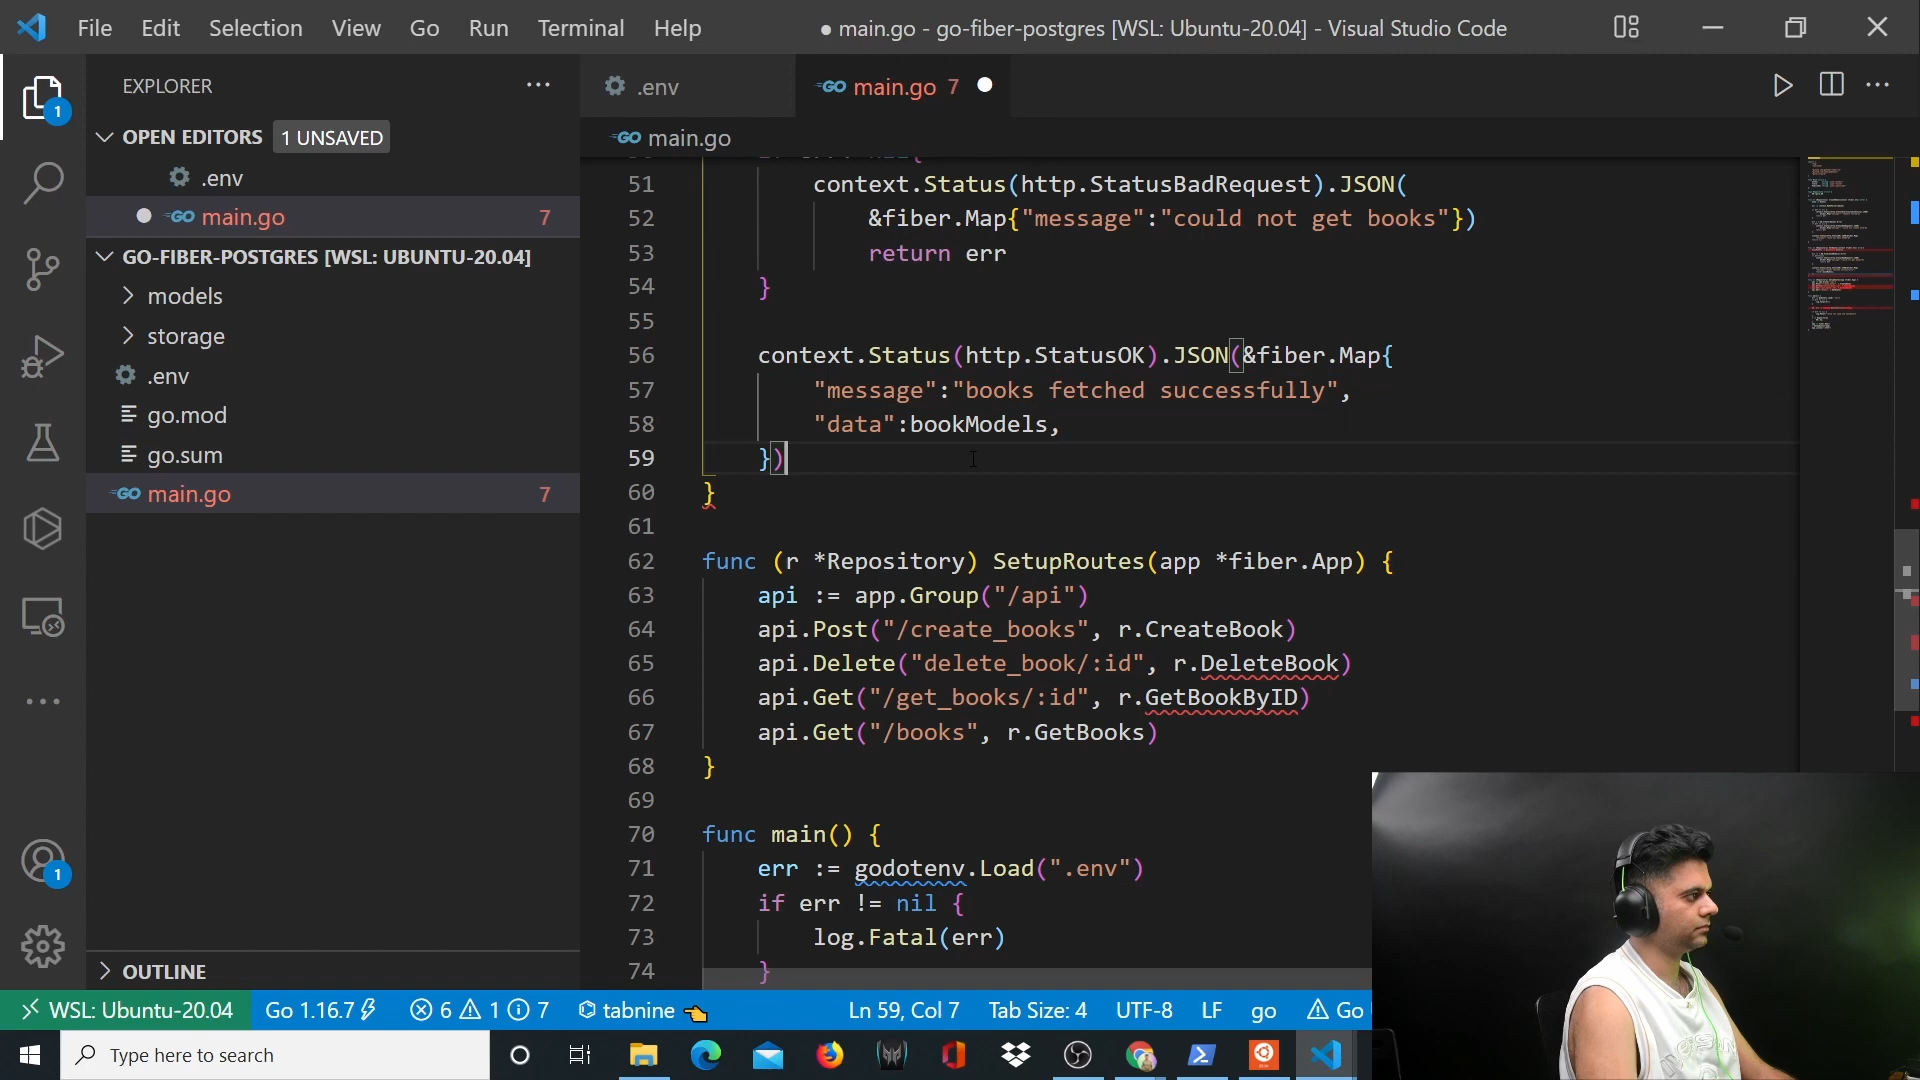 File Edit Selection View Go Run Terminal Help
● main.go - go-fiber-postgres [WSL: Ubuntu-20.04] - Visual Studio Code
EXPLORER
OPEN EDITORS 1 UNSAVED
.env
main.go 7
GO-FIBER-POSTGRES [WSL: UBUNTU-20.04]
models
storage
.env
go.mod
go.sum
main.go 7
OUTLINE
1
1
.env
GO main.go 7
GO main.go
51 context.Status(http.StatusBadRequest).JSON(
52 &fiber.Map{"message":"could not get books"})
53 return err
54 }
55
56 context.Status(http.StatusOK).JSON(&fiber.Map{
57 "message":"books fetched successfully",
58 "data":bookModels,
59 })
60 }
61
62 func (r *Repository) SetupRoutes(app *fiber.App) {
63 api := app.Group("/api")
64 api.Post("/create_books", r.CreateBook)
65 api.Delete("delete_book/:id", r.DeleteBook)
66 api.Get("/get_books/:id", r.GetBookByID)
67 api.Get("/books", r.GetBooks)
68 }
69
70 func main() {
71 err := godotenv.Load(".env")
72 if err != nil {
73 log.Fatal(err)
74 }
WSL: Ubuntu-20.04 Go 1.16.7 6 1 7 tabnine Ln 59, Col 7 Tab Size: 4 UTF-8 LF go Go
Type here to search